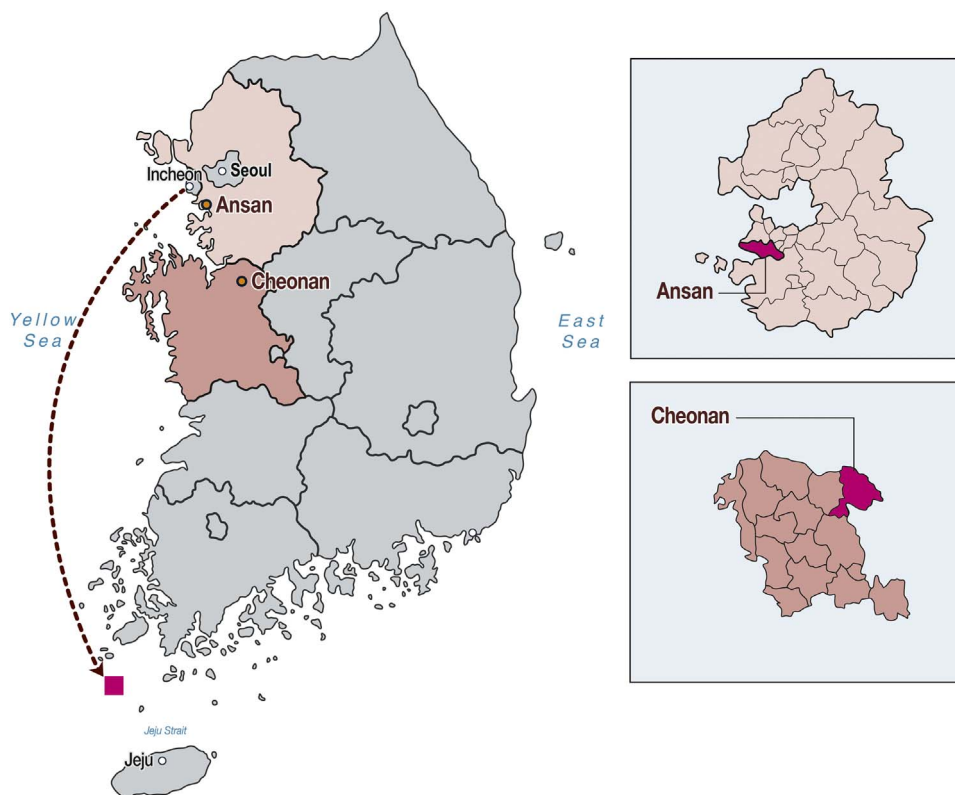 Incheon
Seoul
Ansan
Cheonan
Yellow
Sea
East
Sea
Jeju Strait
Jeju
Ansan
Cheonan